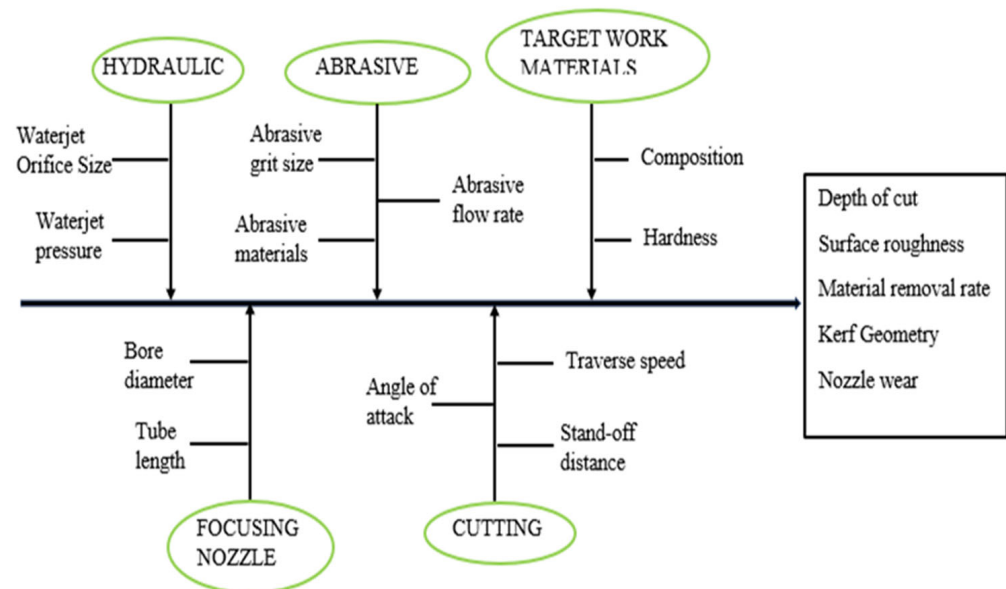 HYDRAULIC
ABRASIVE
TARGET WORK
MATERIALS
Waterjet
Orifice Size
Waterjet
pressure
Abrasive
grit size
Abrasive
flow rate
Abrasive
materials
Composition
Hardness
Depth of cut
Surface roughness
Material removal rate
Kerf Geometry
Nozzle wear
Bore
diameter
Tube
length
Traverse speed
Angle of
attack
Stand-off
distance
FOCUSING
NOZZLE
CUTTING